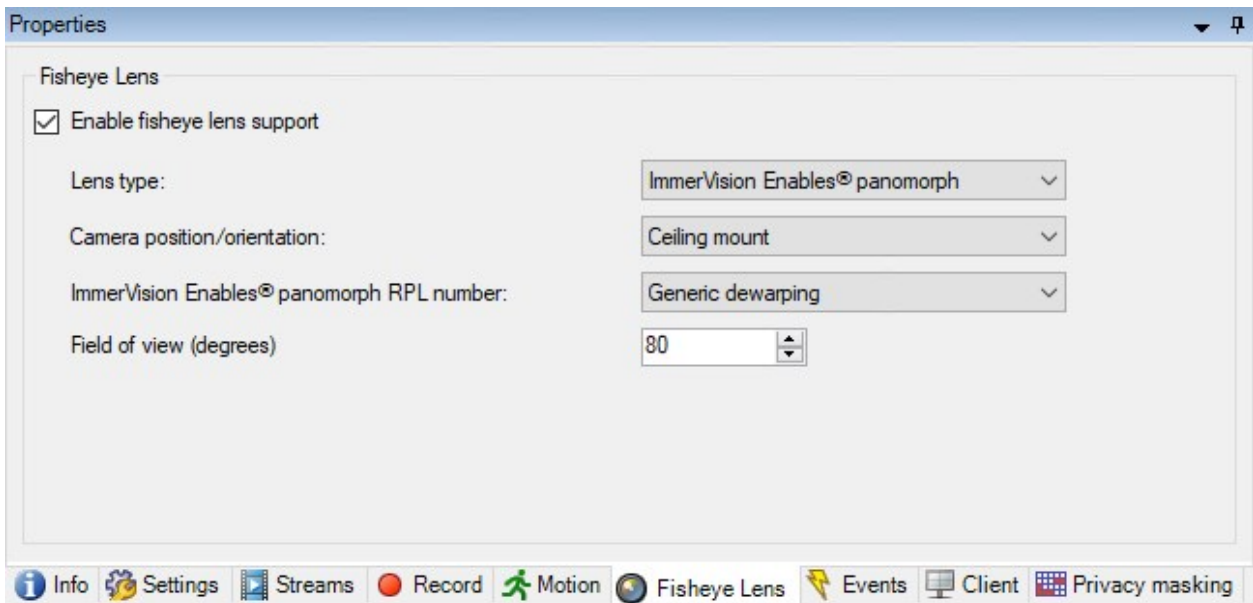 Properties
Fisheye Lens
Enable fisheye lens support
Lens type: ImmerVision Enables® panomorph
Camera position/orientation: Ceiling mount
ImmerVision Enables® panomorph RPL number: Generic dewarping
Field of view (degrees) 80
Info Settings Streams Record Motion Fisheye Lens Events Client Privacy masking